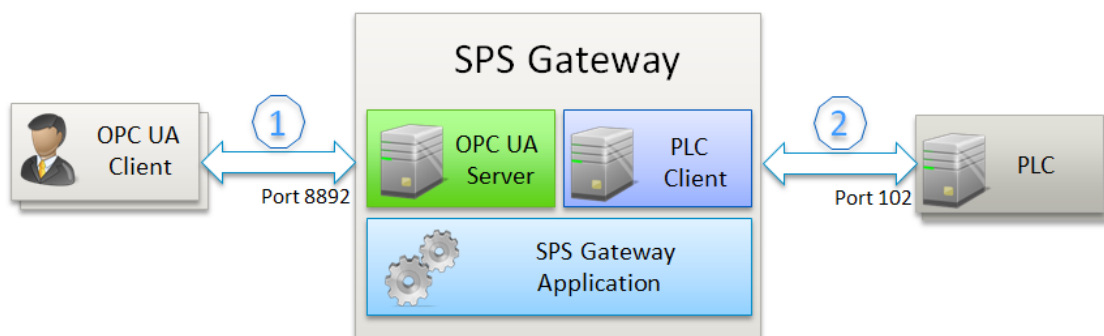 SPS Gateway
1
2
OPC UA
Client
OPC UA
Server
PLC
Client
PLC
Port 8892
Port 102
SPS Gateway
Application